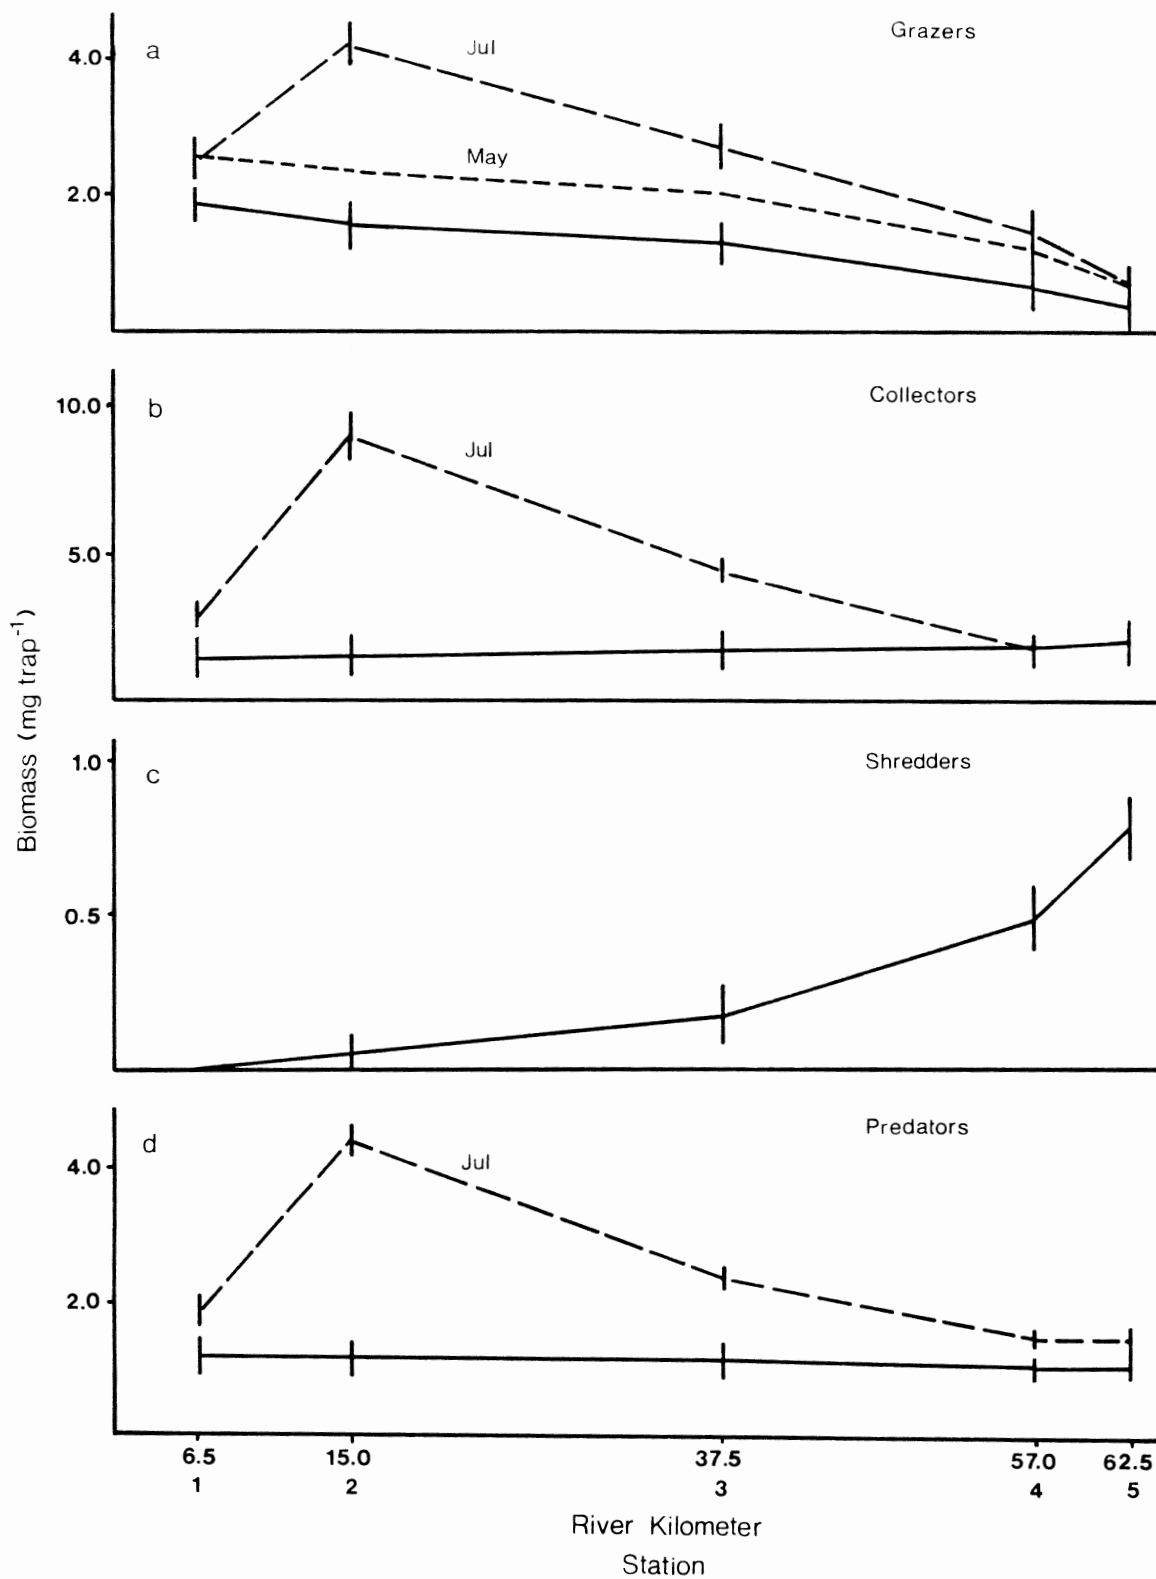 a
Grazers
Jul
4.0
May
2.0
b
Collectors
10.0
Jul
5.0
c
Shredders
1.0
0.5
d
Predators
Jul
4.0
2.0
Biomass (mg trap-1)
6.5 15.0 37.5 57.0 62.5
1 2 3 4 5
River Kilometer
Station